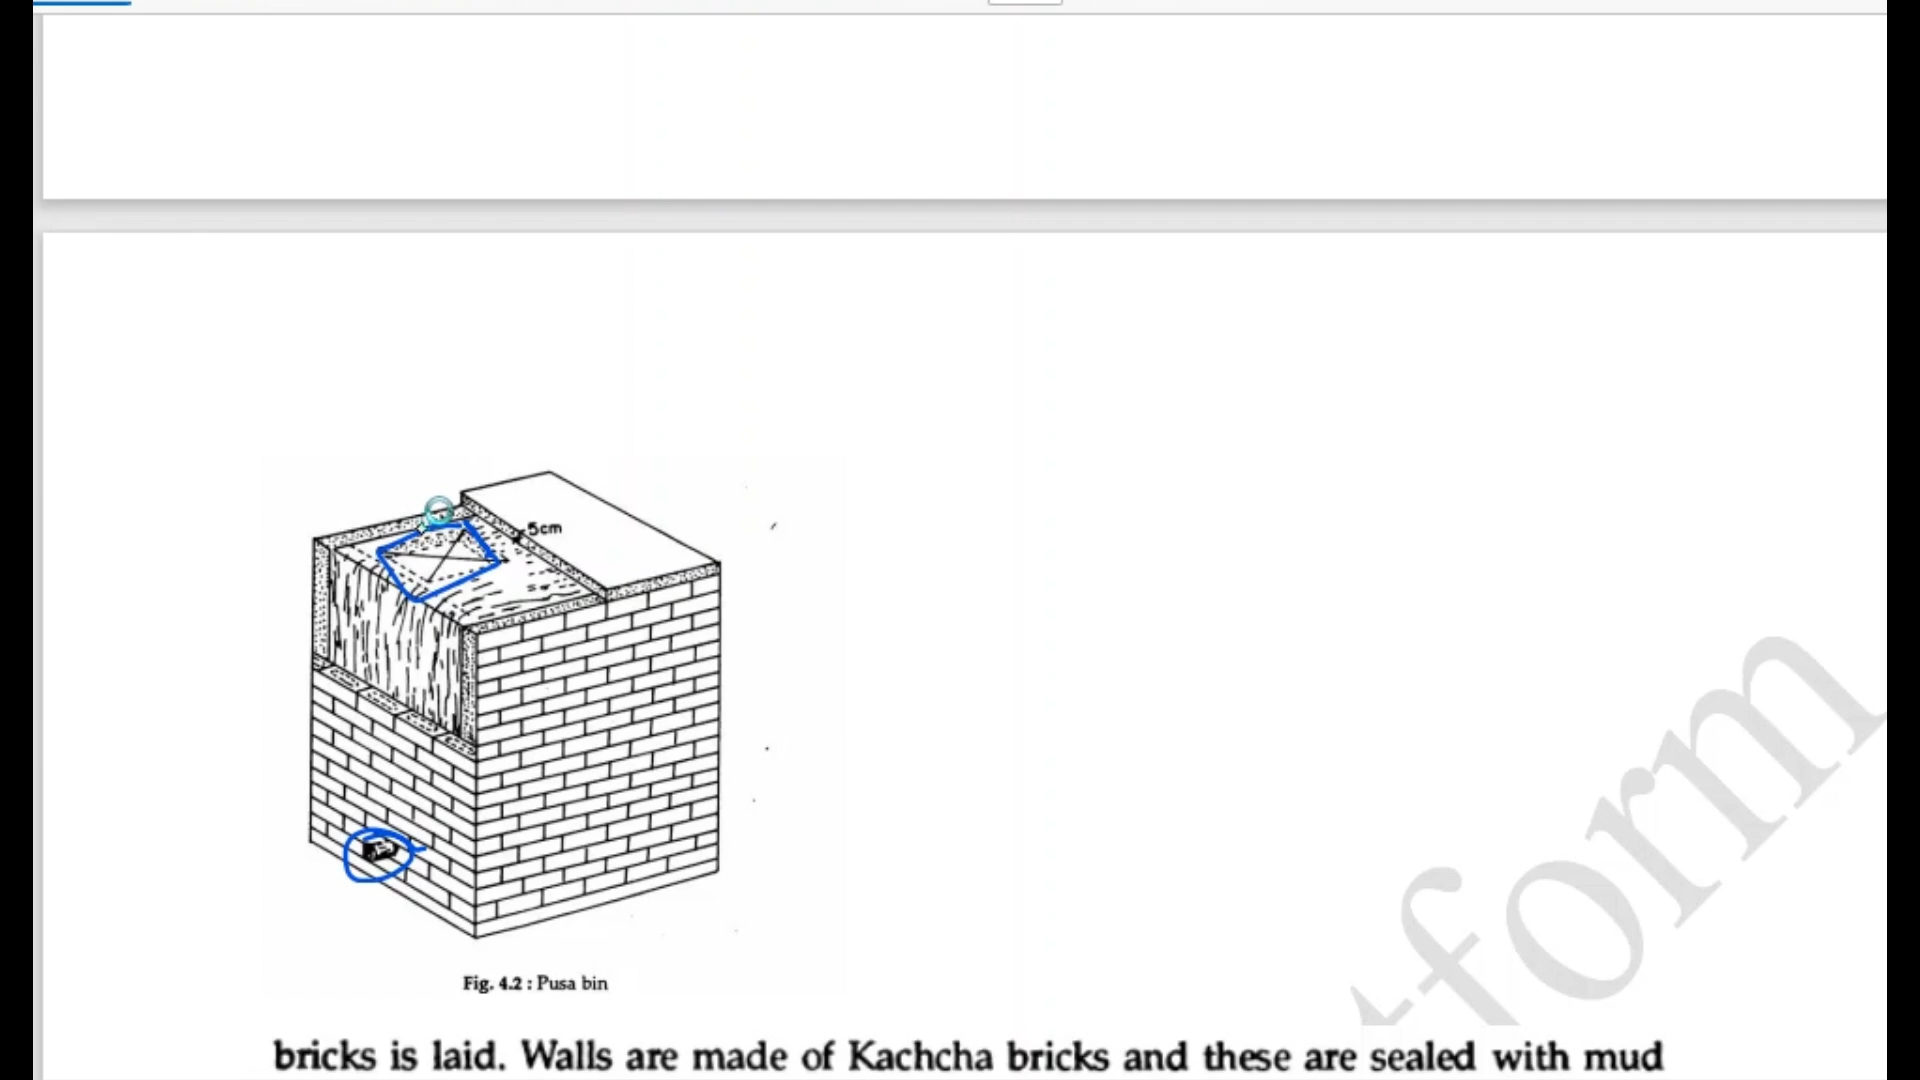 5cm
Fig. 4.2 : Pusa bin
tform
bricks is laid. Walls are made of Kachcha bricks and these are sealed with mud